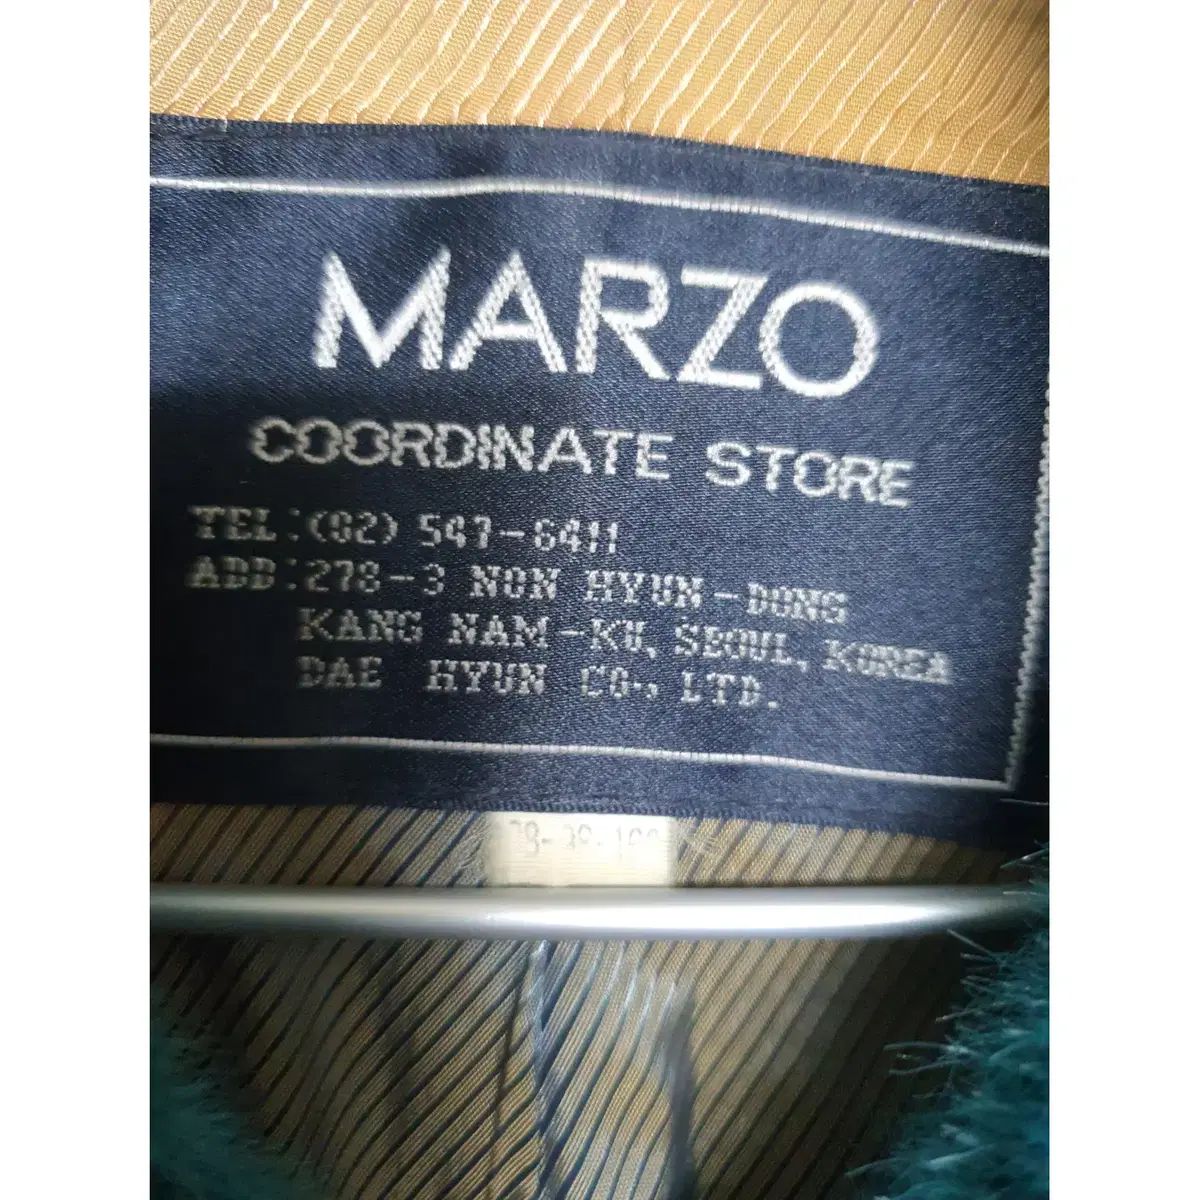 MARZO
COORDINATE STORE
TEL:(02) 547-6411
ADD:278-3 NON HYUN-DONG
KANG NAM-KU, SEOUL, KOREA
DAE HYUN CO., LTD.